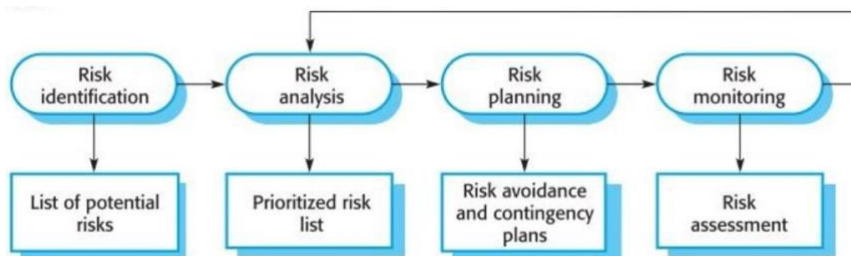 Risk
identification
Risk
analysis
Risk
planning
Risk
monitoring
List of potential
risks
Prioritized risk
list
Risk avoidance
and contingency
plans
Risk
assessment